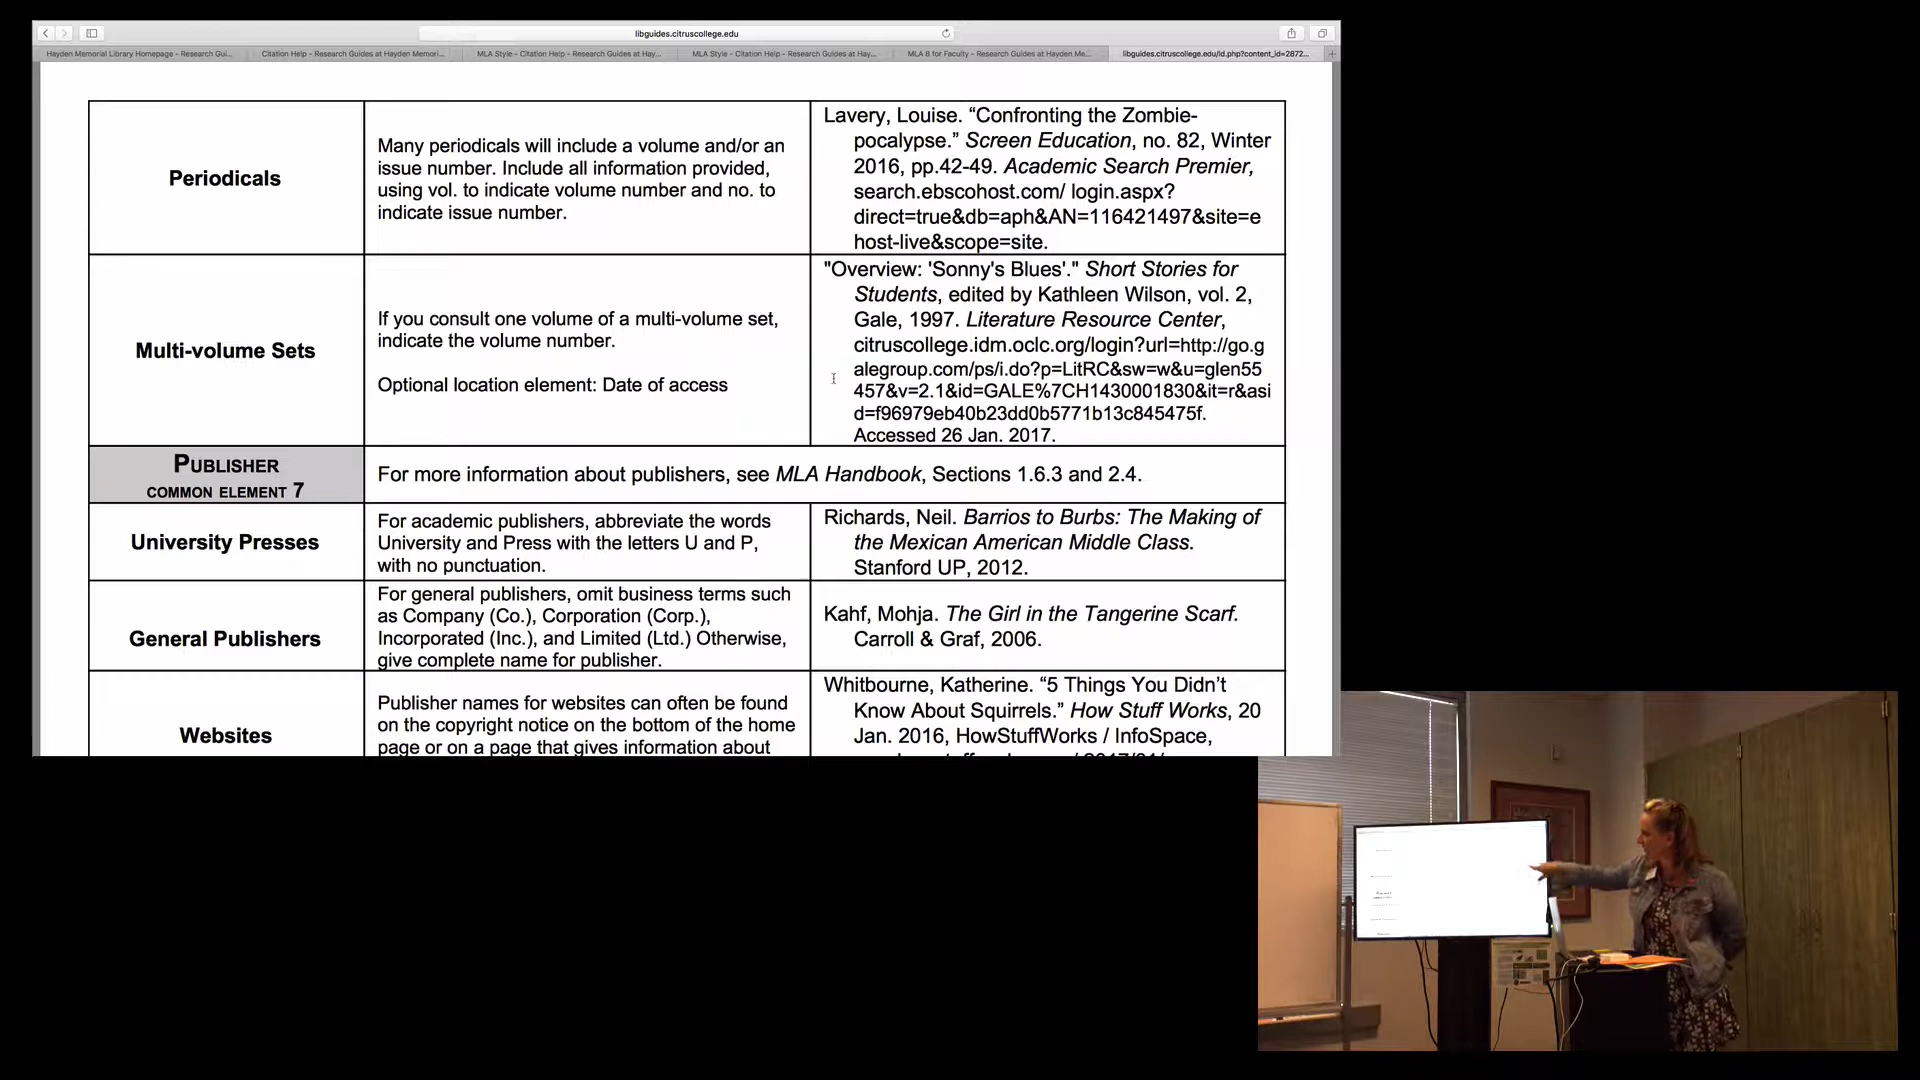 libguides.citruscollege.edu
Hayden Memorial Library Homepage - Research Gui...
Citation Help - Research Guides at Hayden Memori...
MLA Style - Citation Help - Research Guides at Hay...
MLA Style - Citation Help - Research Guides at Hay...
MLA 8 for Faculty - Research Guides at Hayden Me...
libguides.citruscollege.edu/ld.php?content_id=2872...
Periodicals
Many periodicals will include a volume and/or an
issue number. Include all information provided,
using vol. to indicate volume number and no. to
indicate issue number.
Lavery, Louise. “Confronting the Zombie-
pocalypse.” Screen Education, no. 82, Winter
2016, pp.42-49. Academic Search Premier,
search.ebscohost.com/ login.aspx?
direct=true&db=aph&AN=116421497&site=e
host-live&scope=site.
Multi-volume Sets
If you consult one volume of a multi-volume set,
indicate the volume number.
Optional location element: Date of access
"Overview: 'Sonny's Blues'." Short Stories for
Students, edited by Kathleen Wilson, vol. 2,
Gale, 1997. Literature Resource Center,
citruscollege.idm.oclc.org/login?url=http://go.g
alegroup.com/ps/i.do?p=LitRC&sw=w&u=glen55
457&v=2.1&id=GALE%7CH1430001830&it=r&asi
d=f96979eb40b23dd0b5771b13c845475f.
Accessed 26 Jan. 2017.
PUBLISHER
COMMON ELEMENT 7
For more information about publishers, see MLA Handbook, Sections 1.6.3 and 2.4.
University Presses
For academic publishers, abbreviate the words
University and Press with the letters U and P,
with no punctuation.
Richards, Neil. Barrios to Burbs: The Making of
the Mexican American Middle Class.
Stanford UP, 2012.
General Publishers
For general publishers, omit business terms such
as Company (Co.), Corporation (Corp.),
Incorporated (Inc.), and Limited (Ltd.) Otherwise,
give complete name for publisher.
Kahf, Mohja. The Girl in the Tangerine Scarf.
Carroll & Graf, 2006.
Websites
Publisher names for websites can often be found
on the copyright notice on the bottom of the home
page or on a page that gives information about
Whitbourne, Katherine. “5 Things You Didn’t
Know About Squirrels.” How Stuff Works, 20
Jan. 2016, HowStuffWorks / InfoSpace,